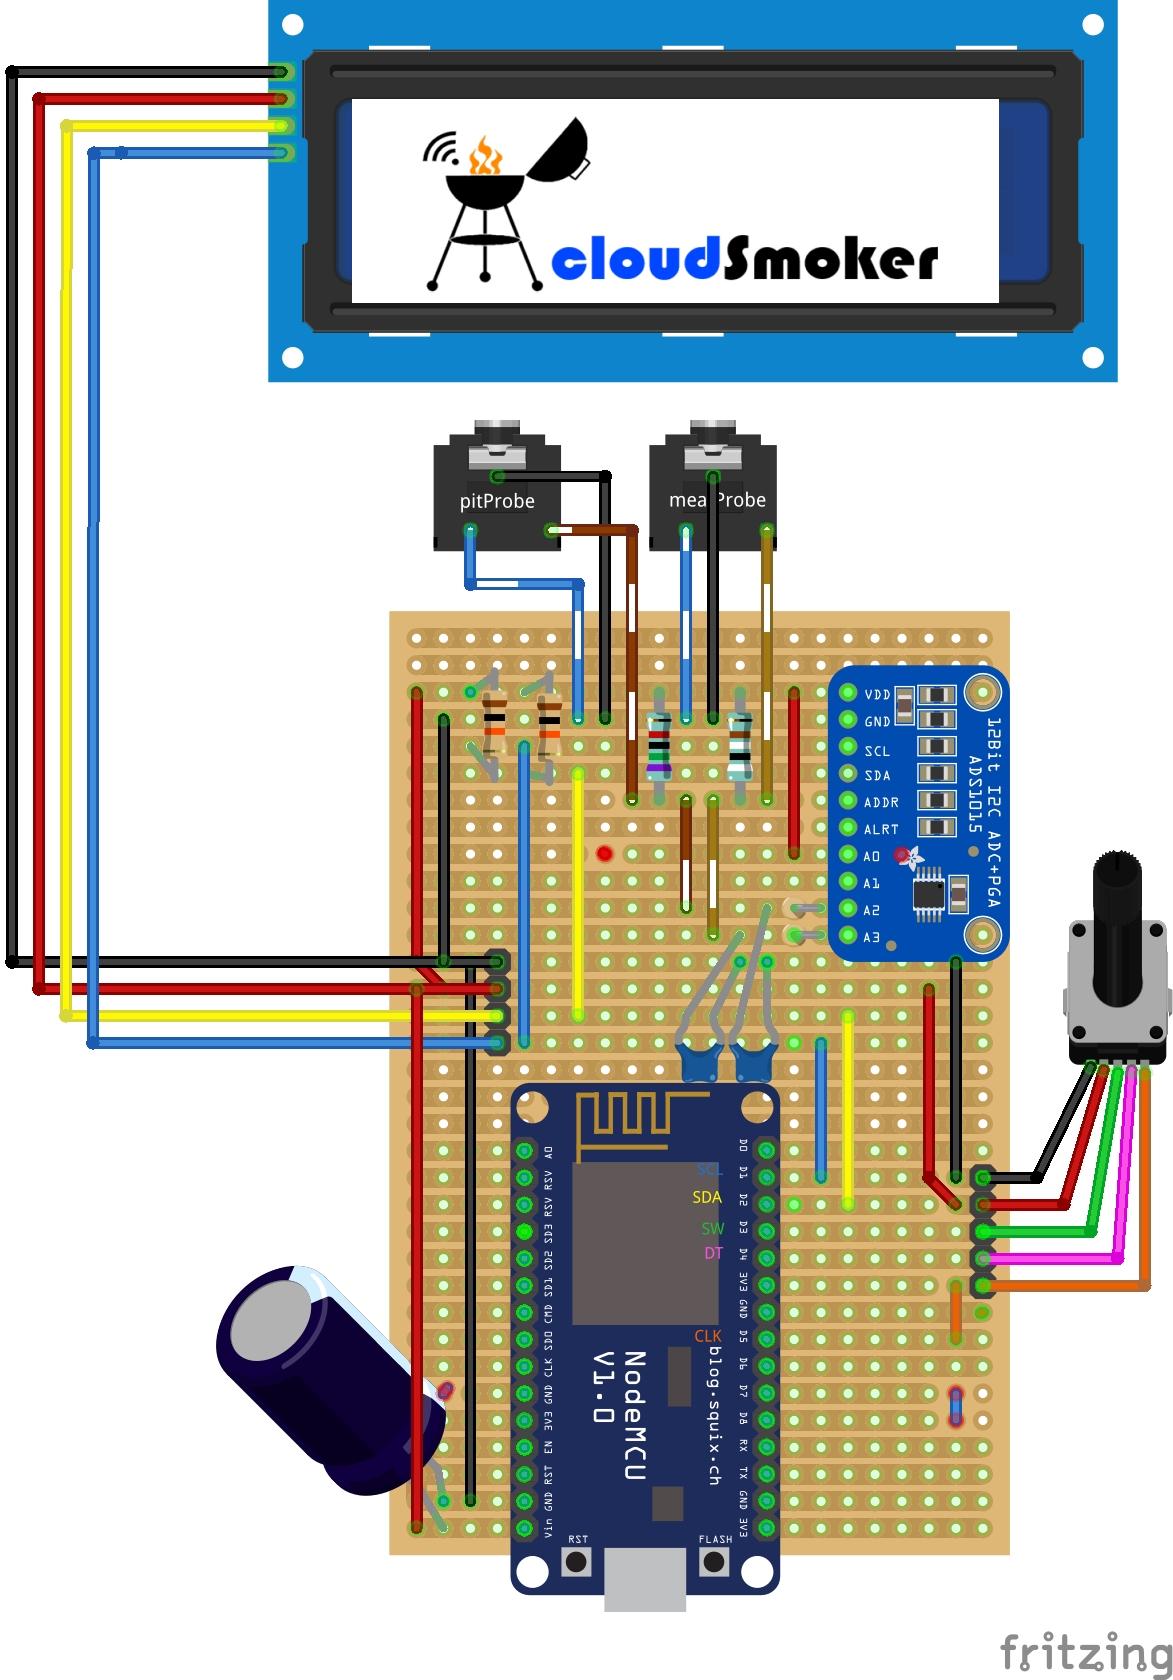 cloudSmoker
pitProbe
mea Probe
VDD
GND
SCL
SDA
ADDR
ALRT
A0
A1
A2
A3
12Bit I2C ADC+PGA
ADS1015
A0
RSV
RSV
SD3
SD2
SD1
CMD
SD0
CLK
GND
3V3
EN
RST
GND
Vin
D0
D1
D2
D3
D4
3V3
GND
D5
D6
D7
D8
RX
TX
GND
3V3
SCL
SDA
SW
DT
CLK
NodeMCU
V1.0
blog.squix.ch
RST
FLASH
fritzing